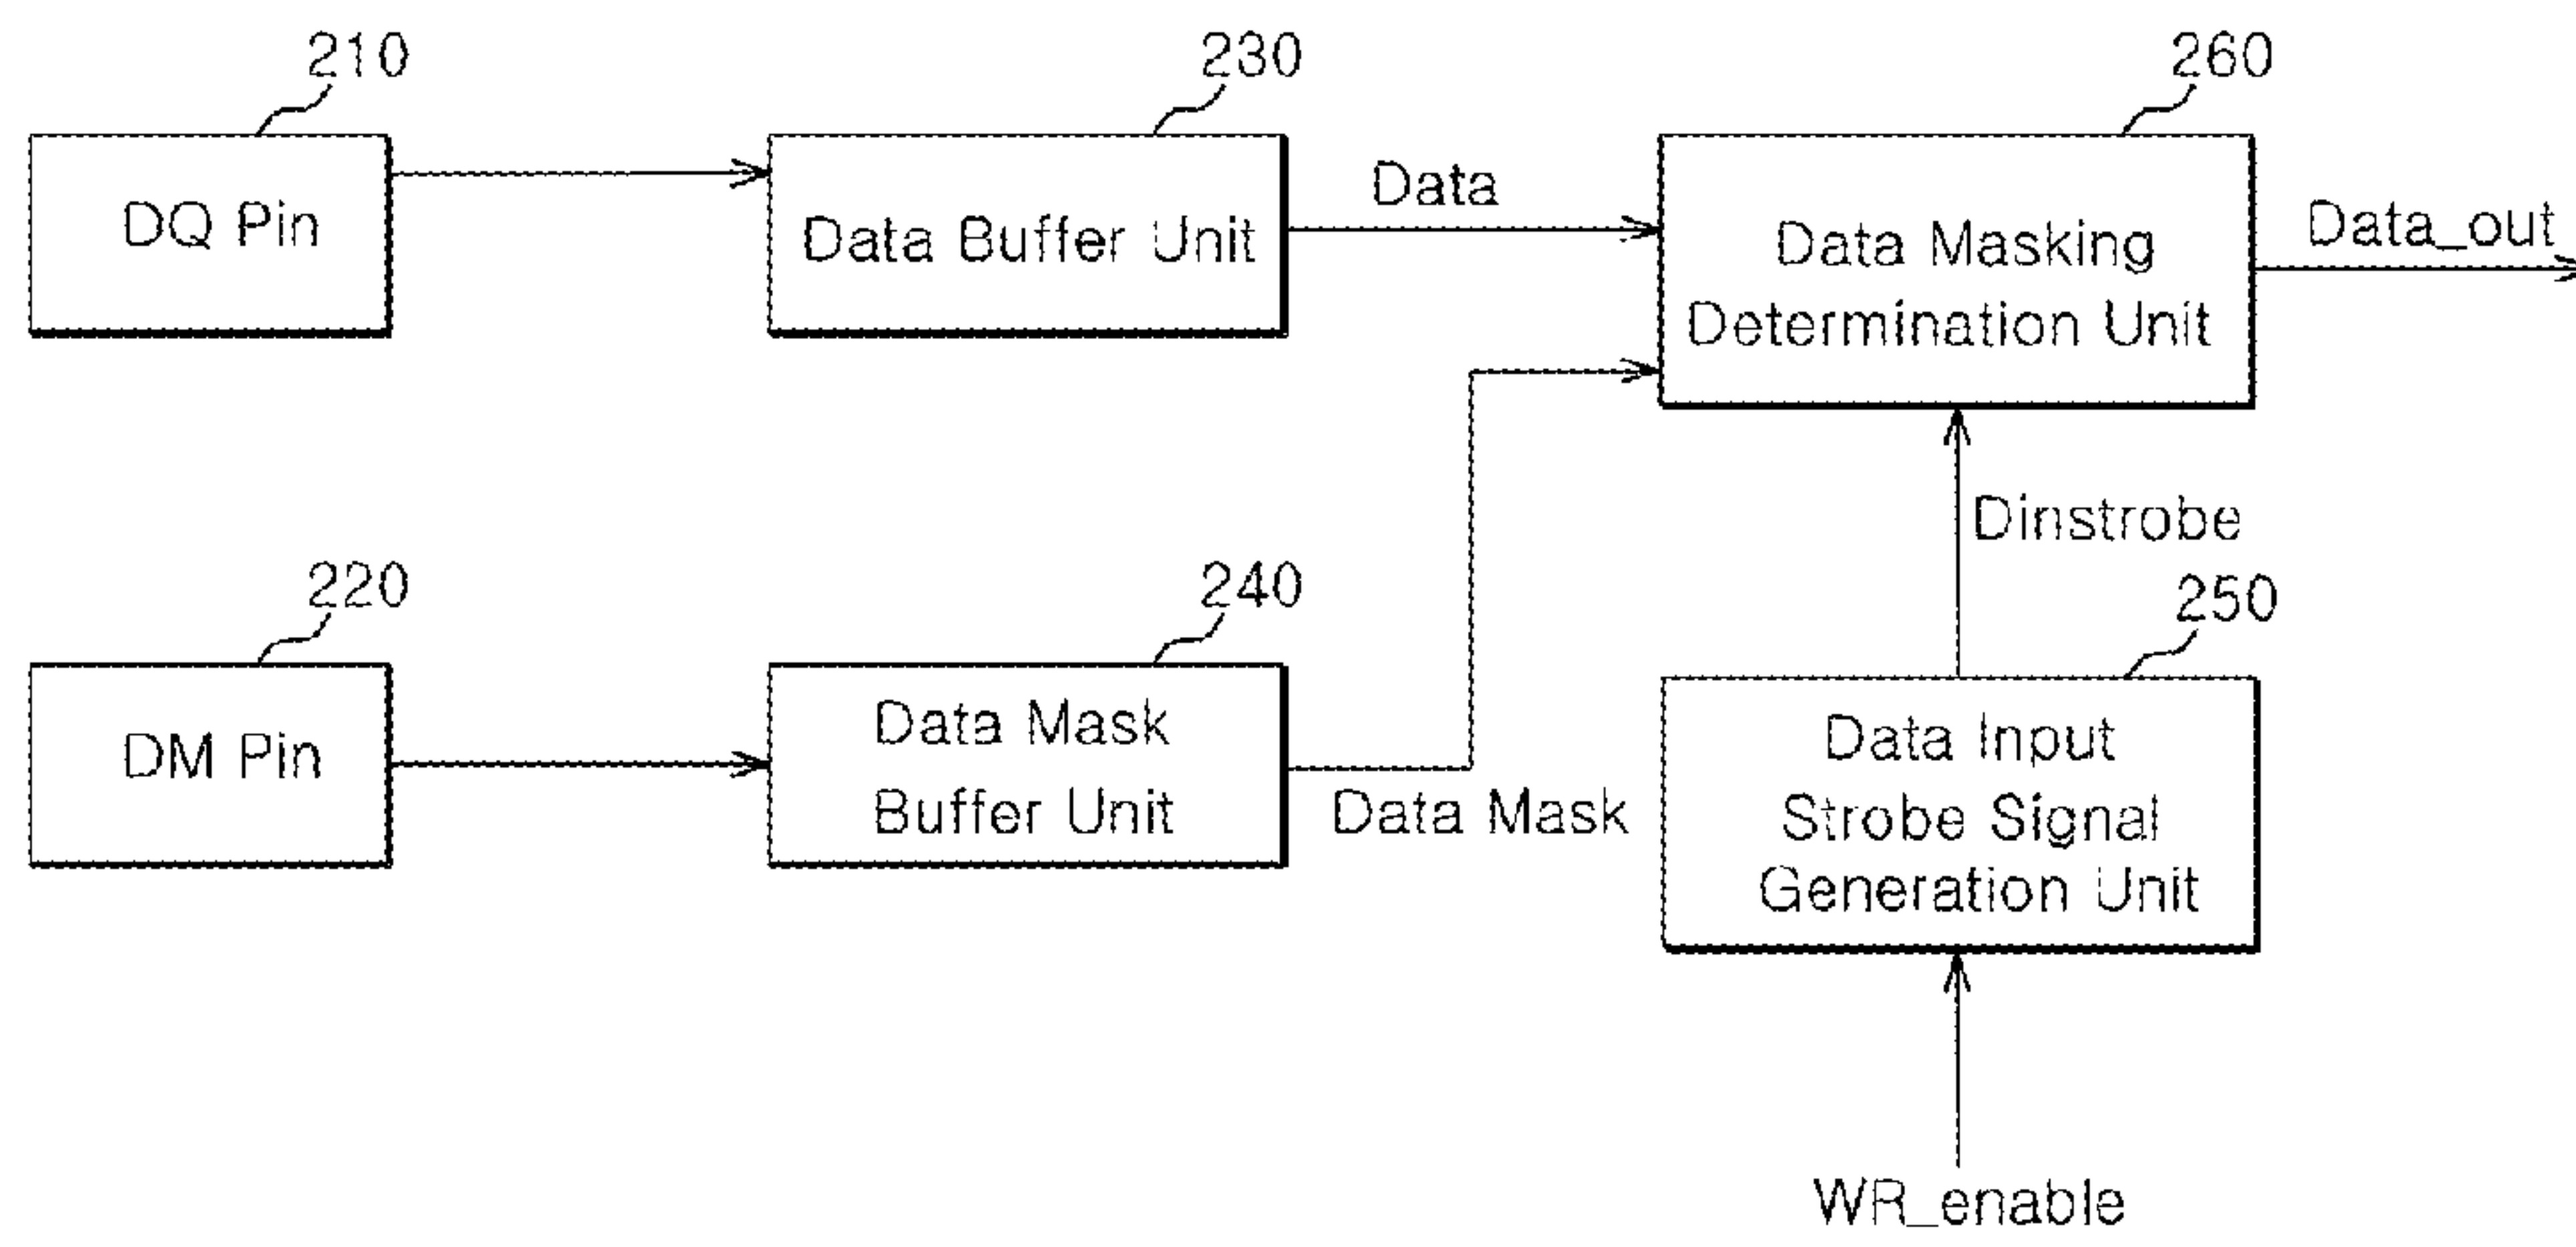 210
230
260
DQ Pin
Data Buffer Unit
Data
Data Masking
Determination Unit
Data_out
Dinstrobe
220
240
250
DM Pin
Data Mask
Buffer Unit
Data Mask
Data Input
Strobe Signal
Generation Unit
WR_enable